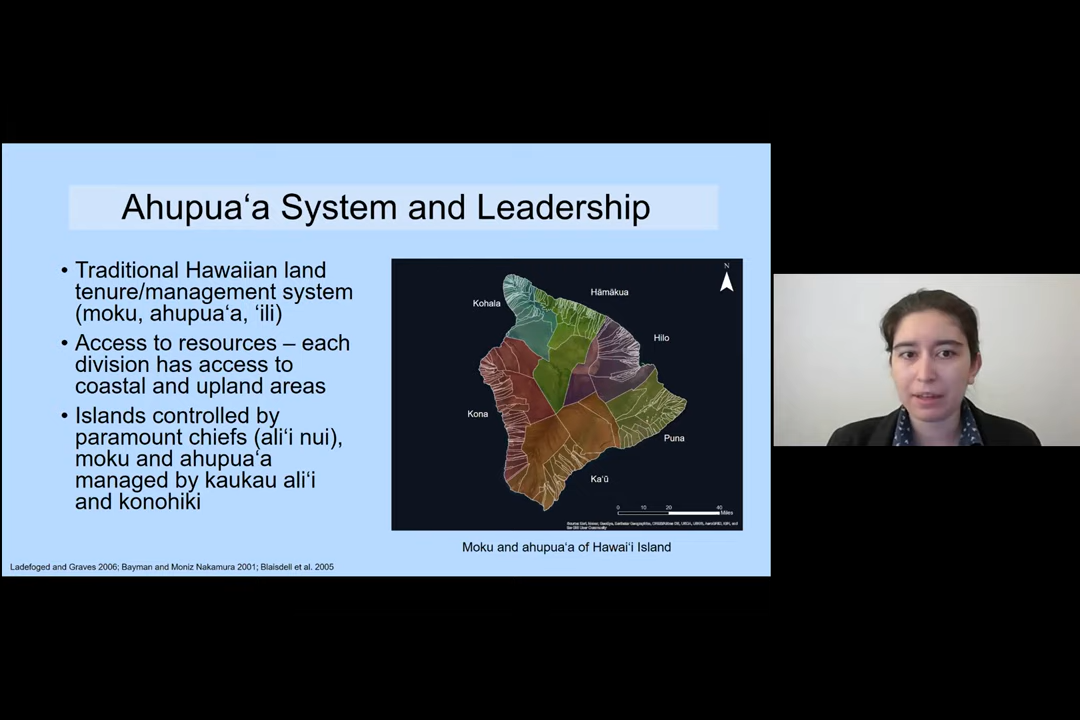 Ahupuaʻa System and Leadership
• Traditional Hawaiian land
tenure/management system
(moku, ahupuaʻa, ʻili)
• Access to resources – each
division has access to
coastal and upland areas
• Islands controlled by
paramount chiefs (aliʻi nui),
moku and ahupuaʻa
managed by kaukau aliʻi
and konohiki
N
Kohala
Hāmākua
Hilo
Kona
Puna
Kaʻū
0 10 20 40
Miles
Moku and ahupuaʻa of Hawaiʻi Island
Ladefoged and Graves 2006; Bayman and Moniz Nakamura 2001; Blaisdell et al. 2005